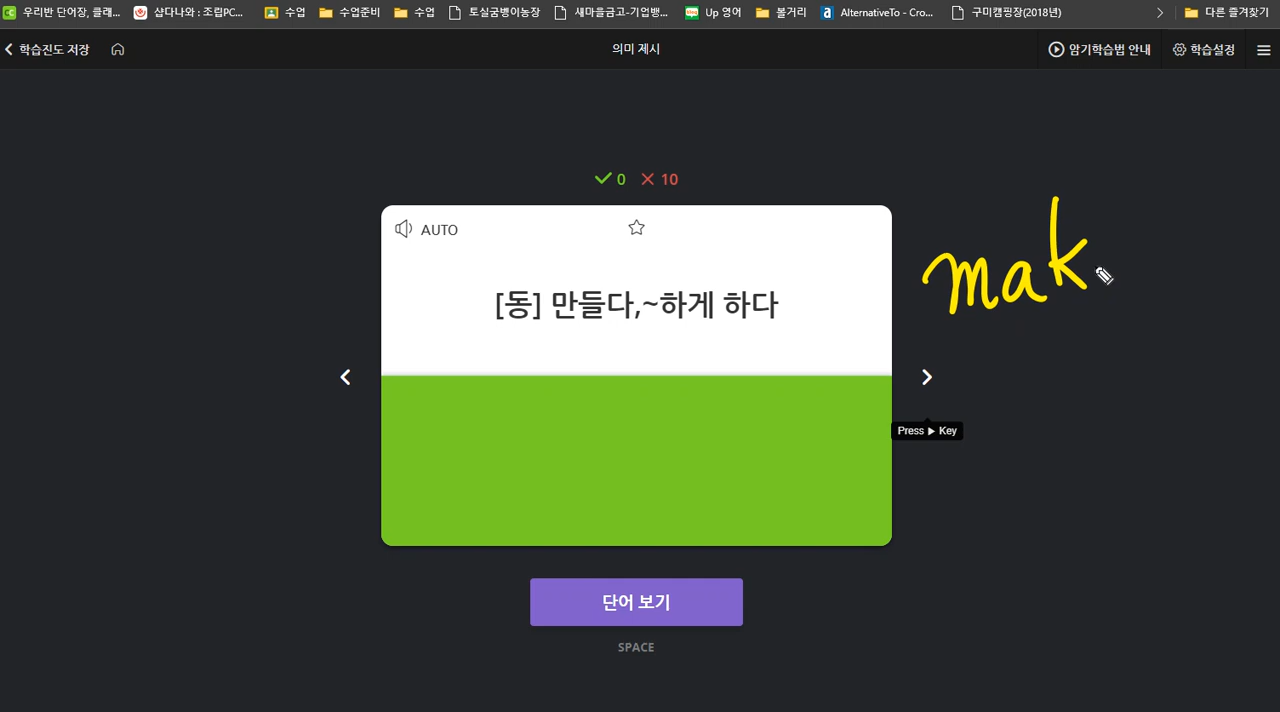 우리반 단어장, 클래... 샵다나와 : 조립PC... 수업 수업준비 수업 토실굼벵이농장 새마을금고-기업뱅... Up 영어 볼거리 AlternativeTo - Cro... 구미캠핑장(2018년) 다른 즐겨찾기
학습진도 저장 의미 제시 암기학습법 안내 학습설정
0 10
AUTO
[동] 만들다,~하게 하다
mak
Press ▶ Key
단어 보기
SPACE